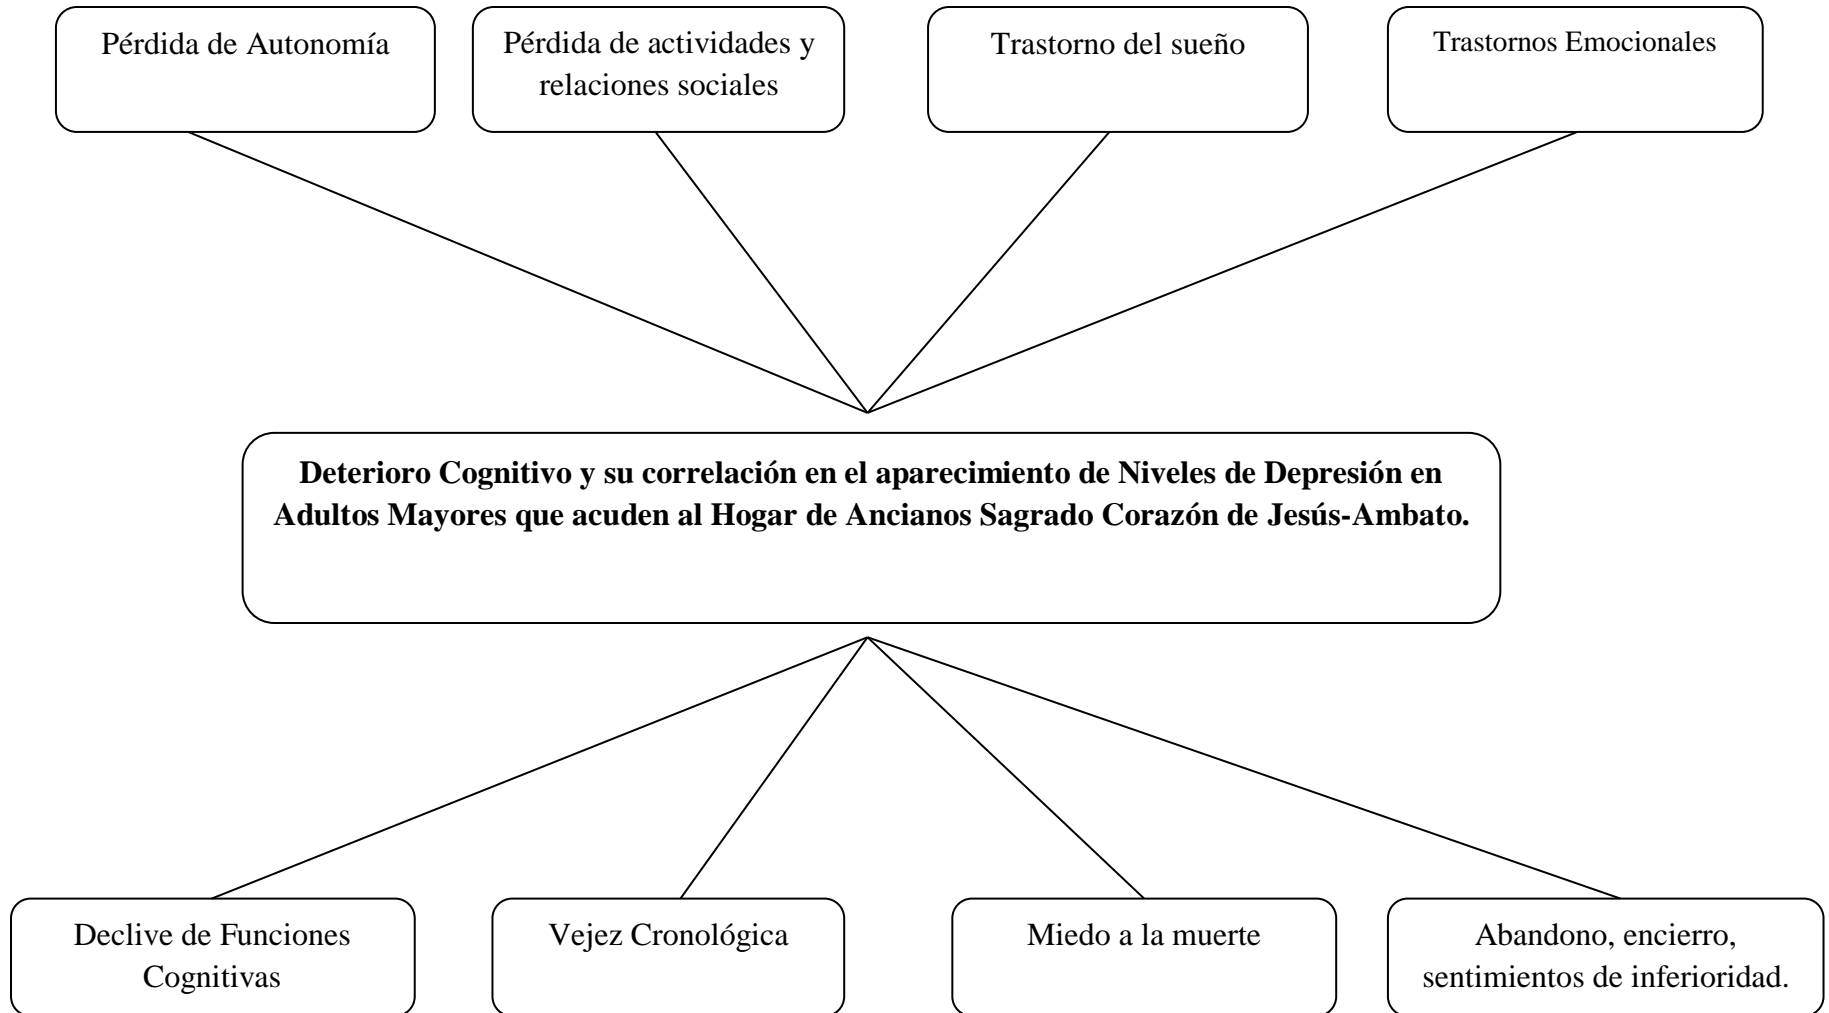 Pérdida de Autonomía
Pérdida de actividades y
relaciones sociales
Trastorno del sueño
Trastornos Emocionales
Deterioro Cognitivo y su correlación en el aparecimiento de Niveles de Depresión en
Adultos Mayores que acuden al Hogar de Ancianos Sagrado Corazón de Jesús-Ambato.
Declive de Funciones
Cognitivas
Vejez Cronológica
Miedo a la muerte
Abandono, encierro,
sentimientos de inferioridad.